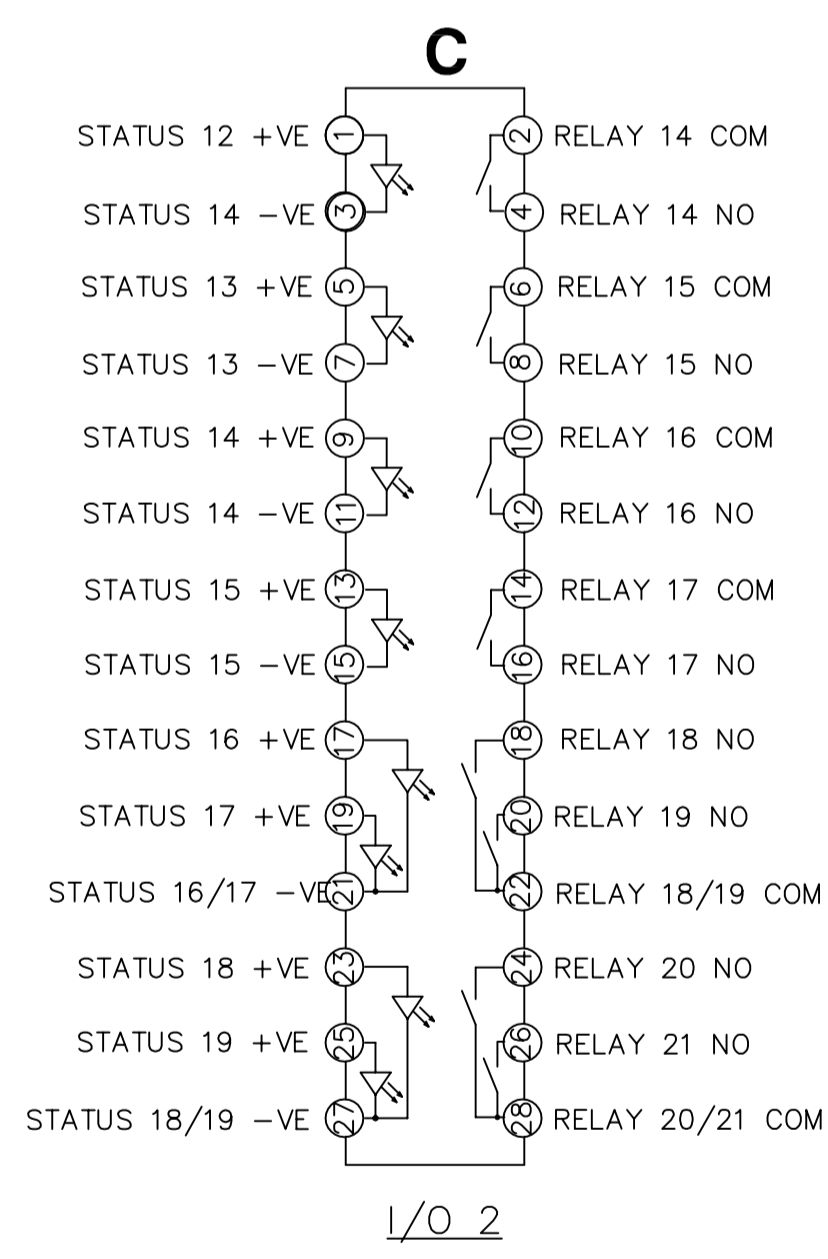 C
STATUS 12 +VE 1 2 RELAY 14 COM
STATUS 14 −VE 3 4 RELAY 14 NO
STATUS 13 +VE 5 6 RELAY 15 COM
STATUS 13 −VE 7 8 RELAY 15 NO
STATUS 14 +VE 9 10 RELAY 16 COM
STATUS 14 −VE 11 12 RELAY 16 NO
STATUS 15 +VE 13 14 RELAY 17 COM
STATUS 15 −VE 15 16 RELAY 17 NO
STATUS 16 +VE 17 18 RELAY 18 NO
STATUS 17 +VE 19 20 RELAY 19 NO
STATUS 16/17 −VE 21 22 RELAY 18/19 COM
STATUS 18 +VE 23 24 RELAY 20 NO
STATUS 19 +VE 25 26 RELAY 21 NO
STATUS 18/19 −VE 27 28 RELAY 20/21 COM
I/O 2